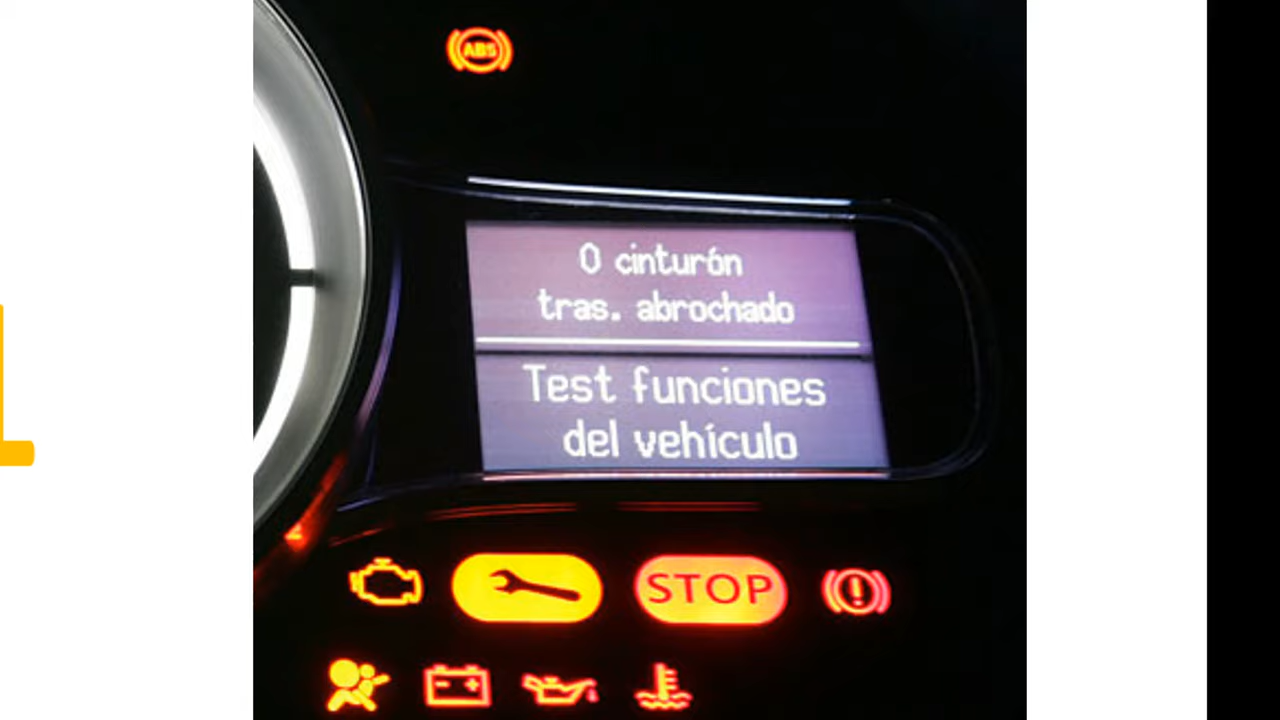 ABS
0 cinturón
tras. abrochado
Test funciones
del vehículo
STOP